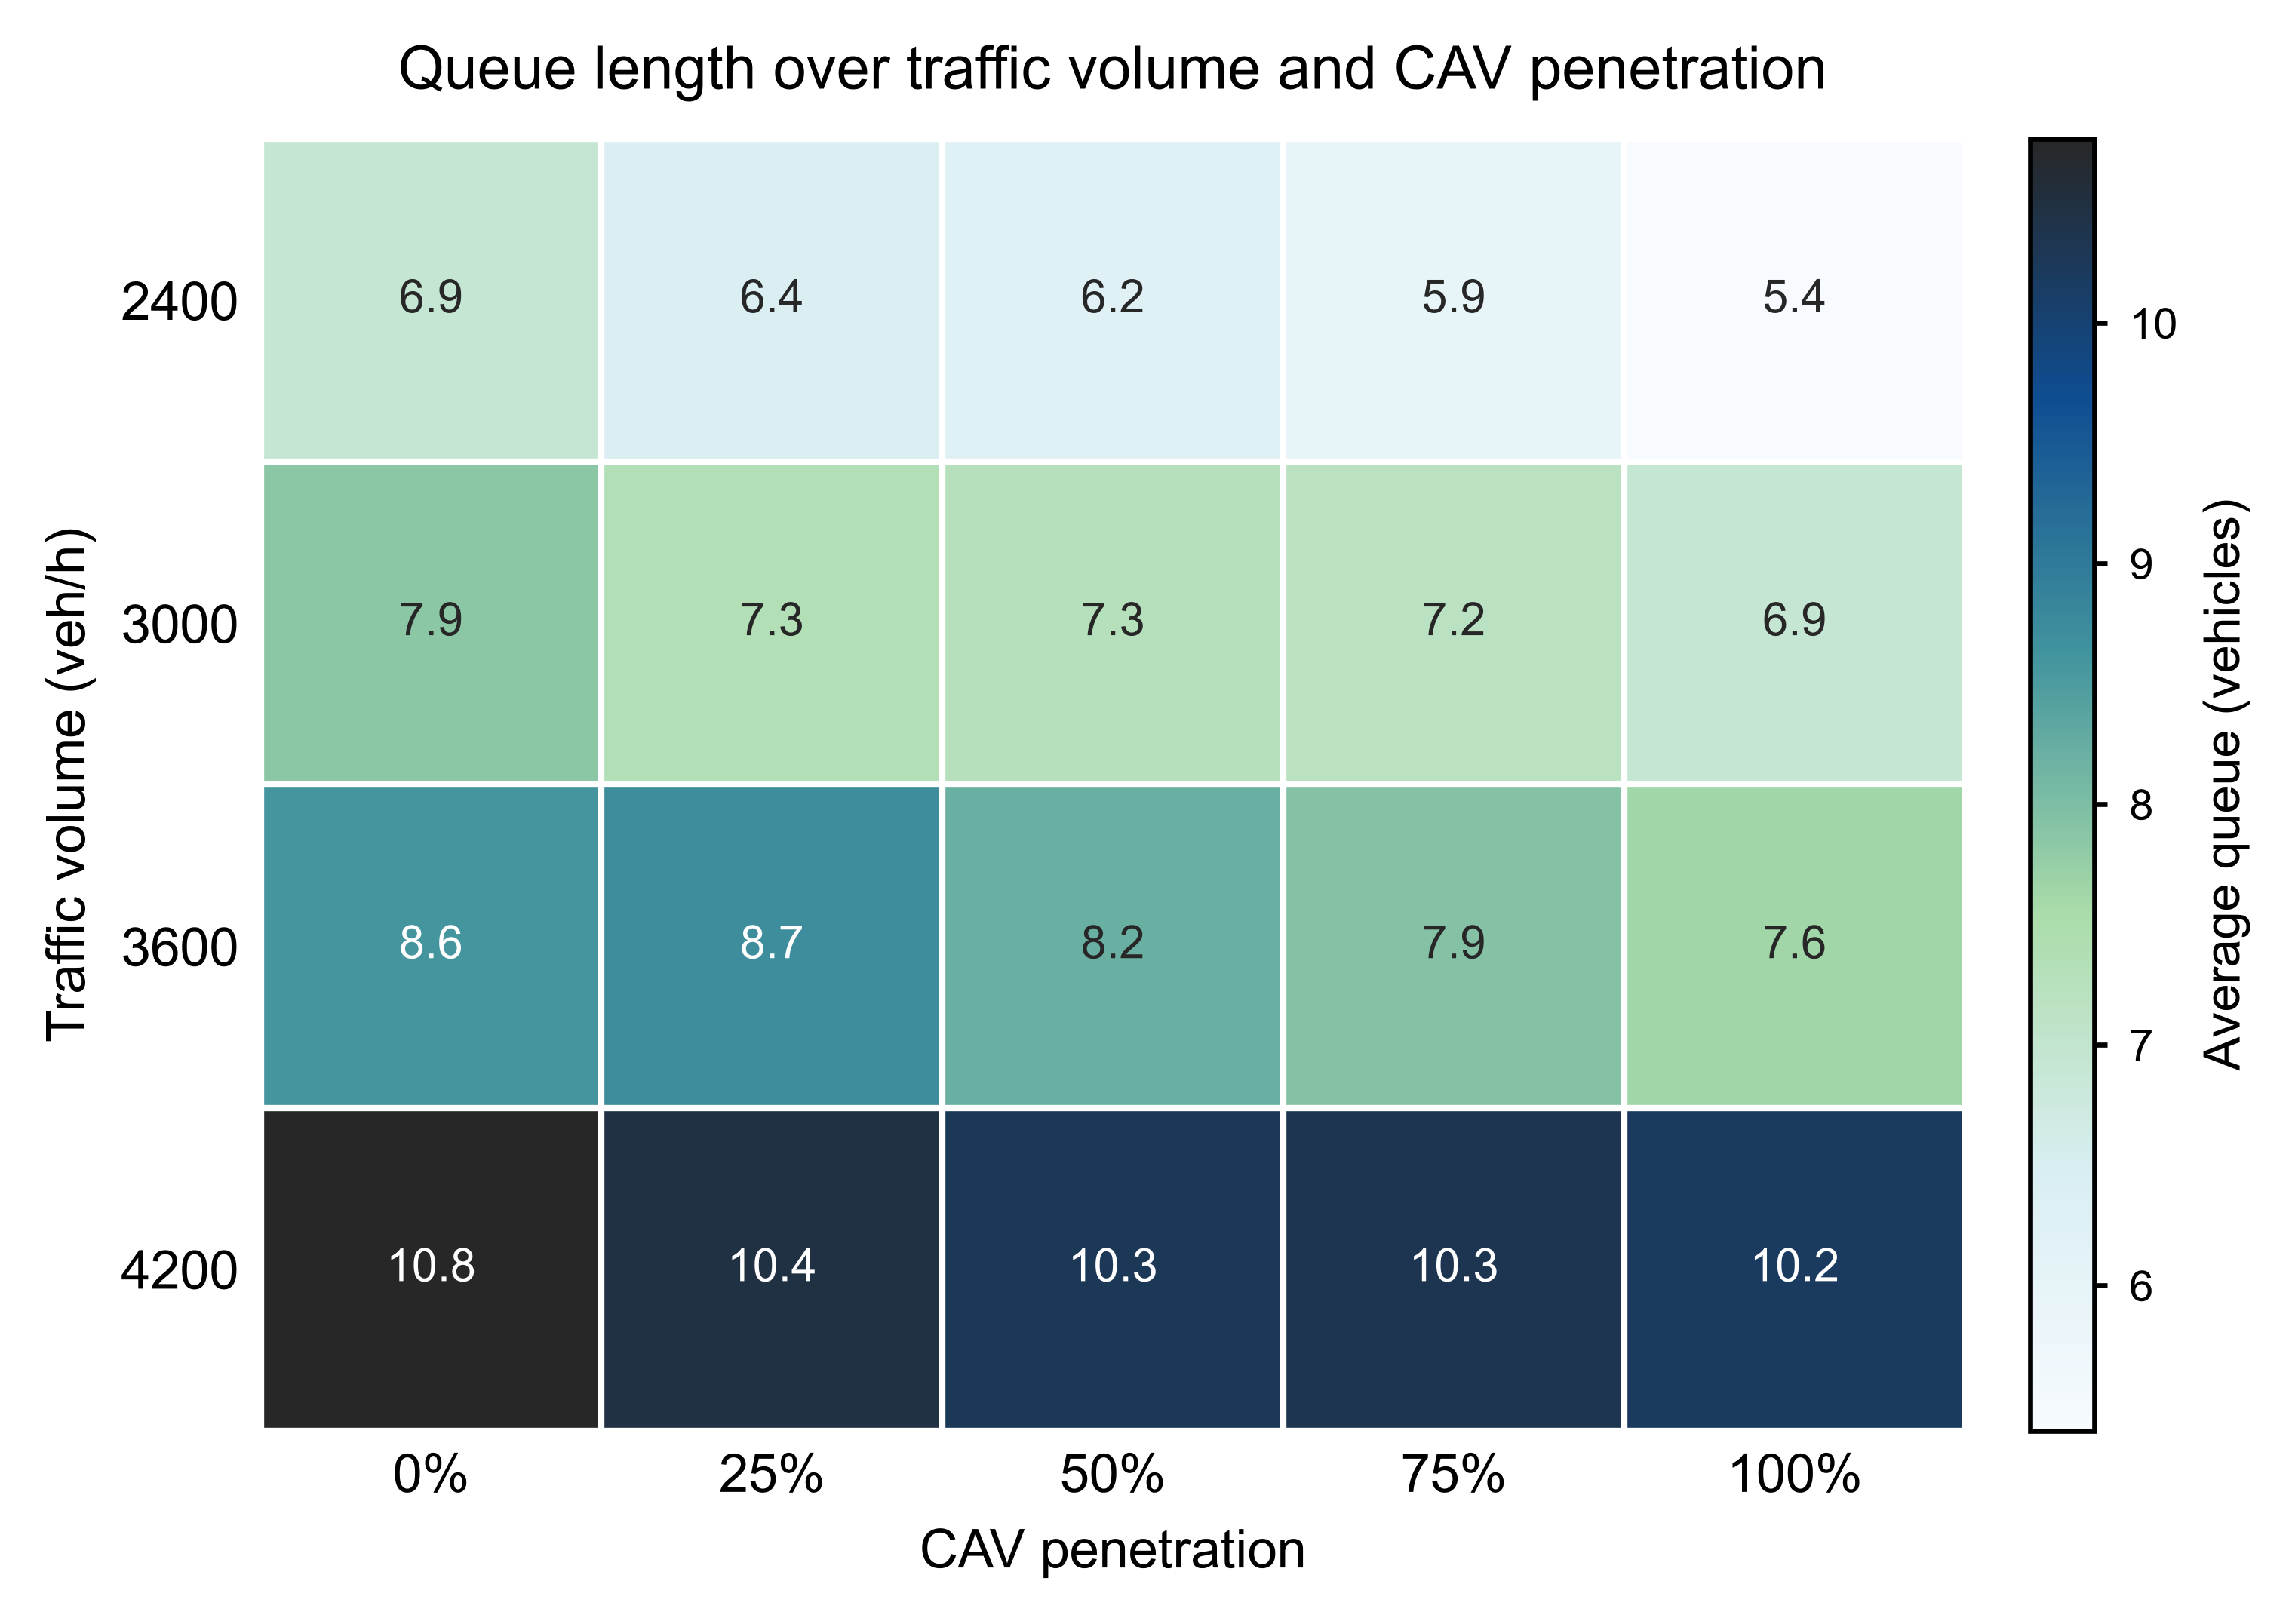 Queue length over traffic volume and CAV penetration
Traffic volume (veh/h)
2400 6.9 6.4 6.2 5.9 5.4
3000 7.9 7.3 7.3 7.2 6.9
3600 8.6 8.7 8.2 7.9 7.6
4200 10.8 10.4 10.3 10.3 10.2
0% 25% 50% 75% 100%
CAV penetration
10
9
8
7
6
Average queue (vehicles)